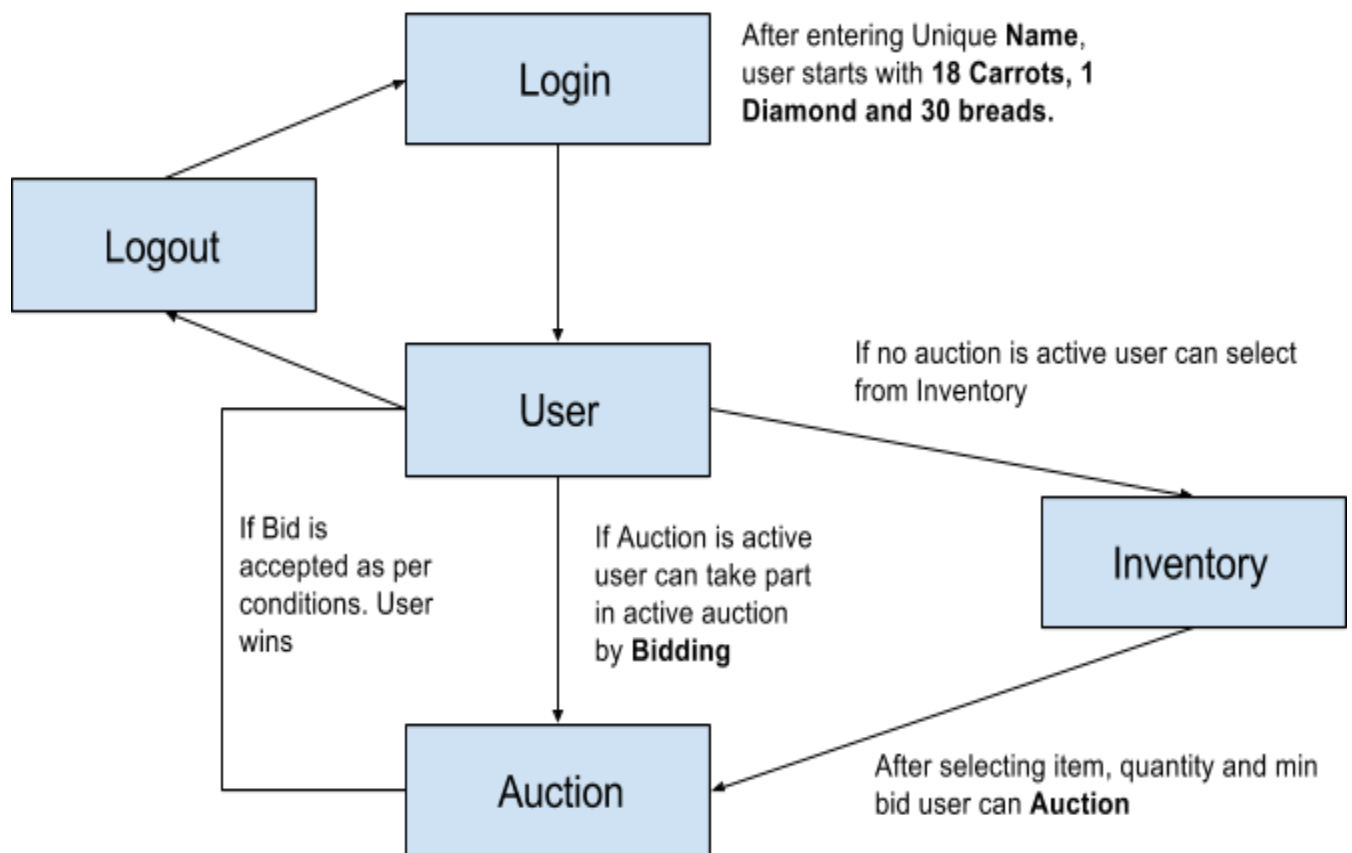 After entering Unique Name,
user starts with 18 Carrots, 1
Diamond and 30 breads.
Login
Logout
User
If no auction is active user can select
from Inventory
If Bid is
accepted as per
conditions. User
wins
If Auction is active
user can take part
in active auction
by Bidding
Inventory
Auction
After selecting item, quantity and min
bid user can Auction